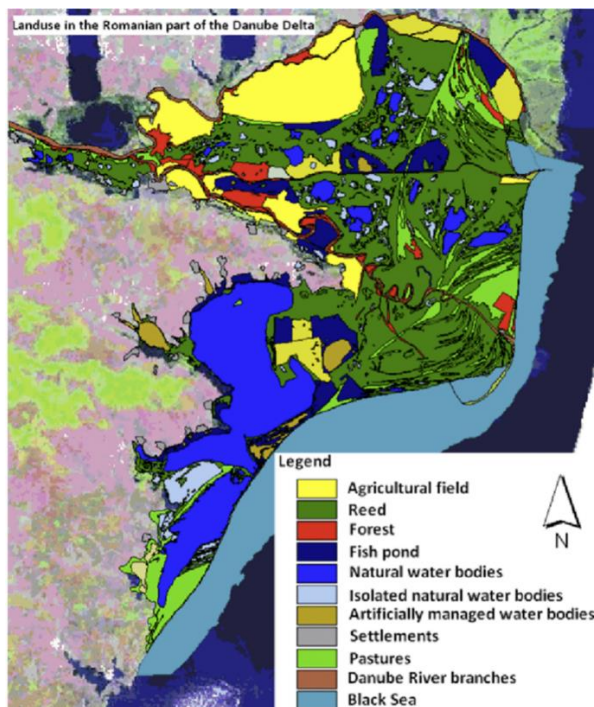 Landuse in the Romanian part of the Danube Delta
Legend
Agricultural field
Reed
Forest
Fish pond
Natural water bodies
Isolated natural water bodies
Artificially managed water bodies
Settlements
Pastures
Danube River branches
Black Sea
N